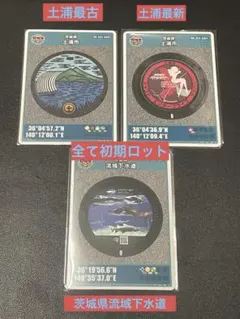 土浦最古
土浦最新
茨城県
土浦市
茨城県
土浦市
36°04'57.2"N
140°12'60.1"E
36°04'36.9"N
140°12'09.4"E
全て初期ロット
流域下水道
36°19'56.6"N
140°35'37.0"E
茨城県流域下水道